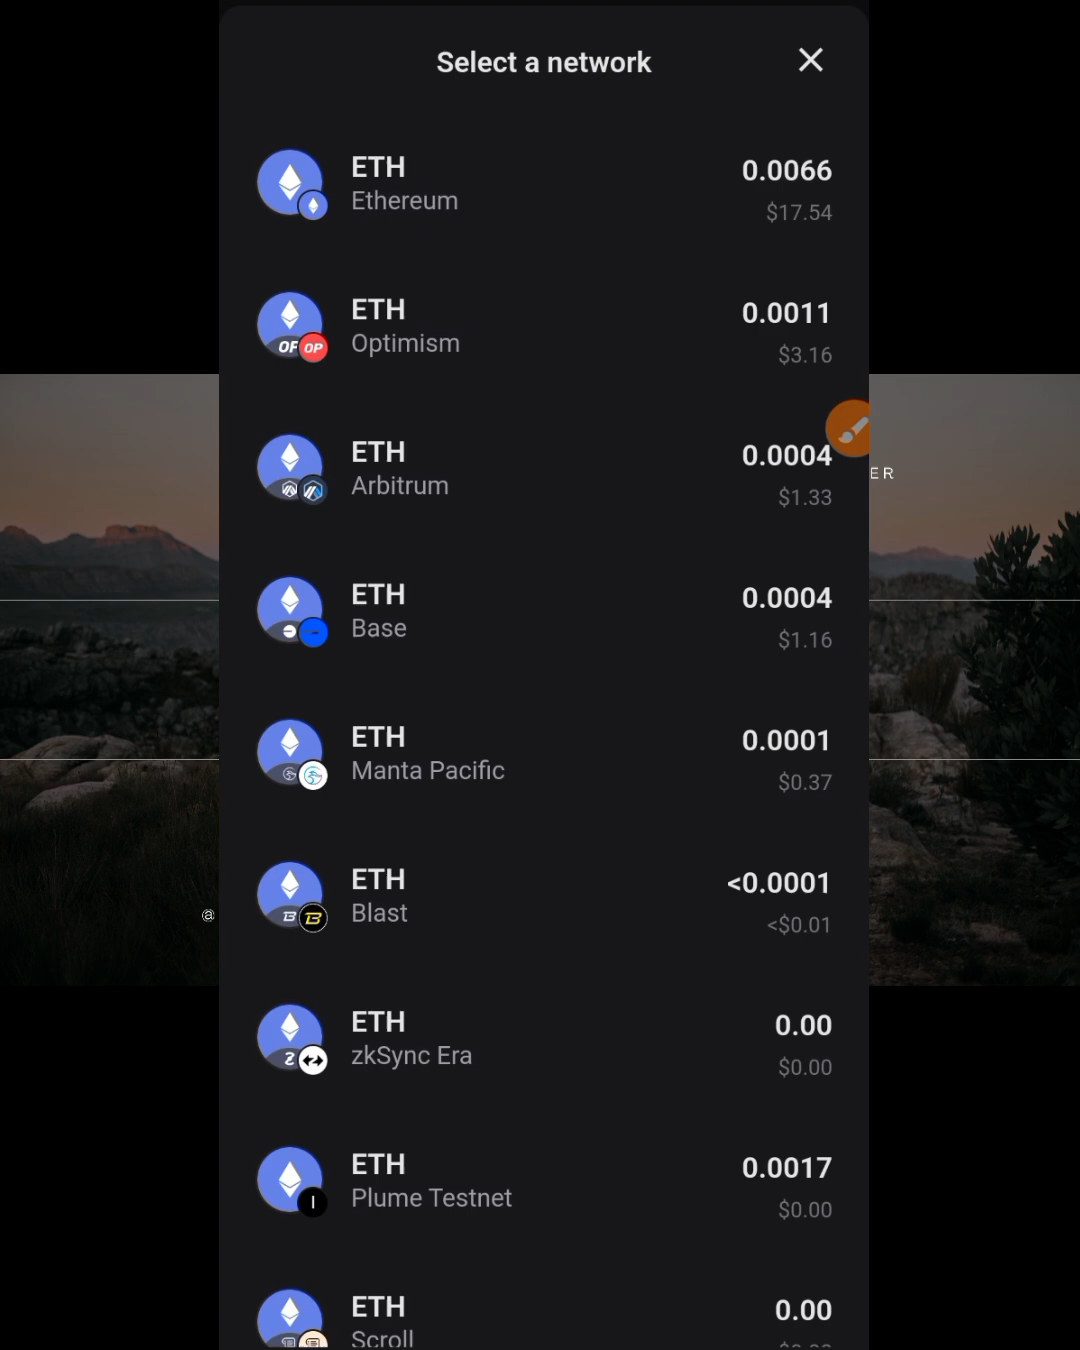 Select a network
ETH
0.0066
Ethereum
$17.54
ETH
0.0011
OP
Optimism
$3.16
ETH
0.0004
Arbitrum
$1.33
ER
ETH
0.0004
Base
$1.16
ETH
0.0001
Manta Pacific
$0.37
ETH
<0.0001
Blast
<$0.01
@
ETH
0.00
zkSync Era
$0.00
ETH
0.0017
Plume Testnet
$0.00
ETH
0.00
Scroll